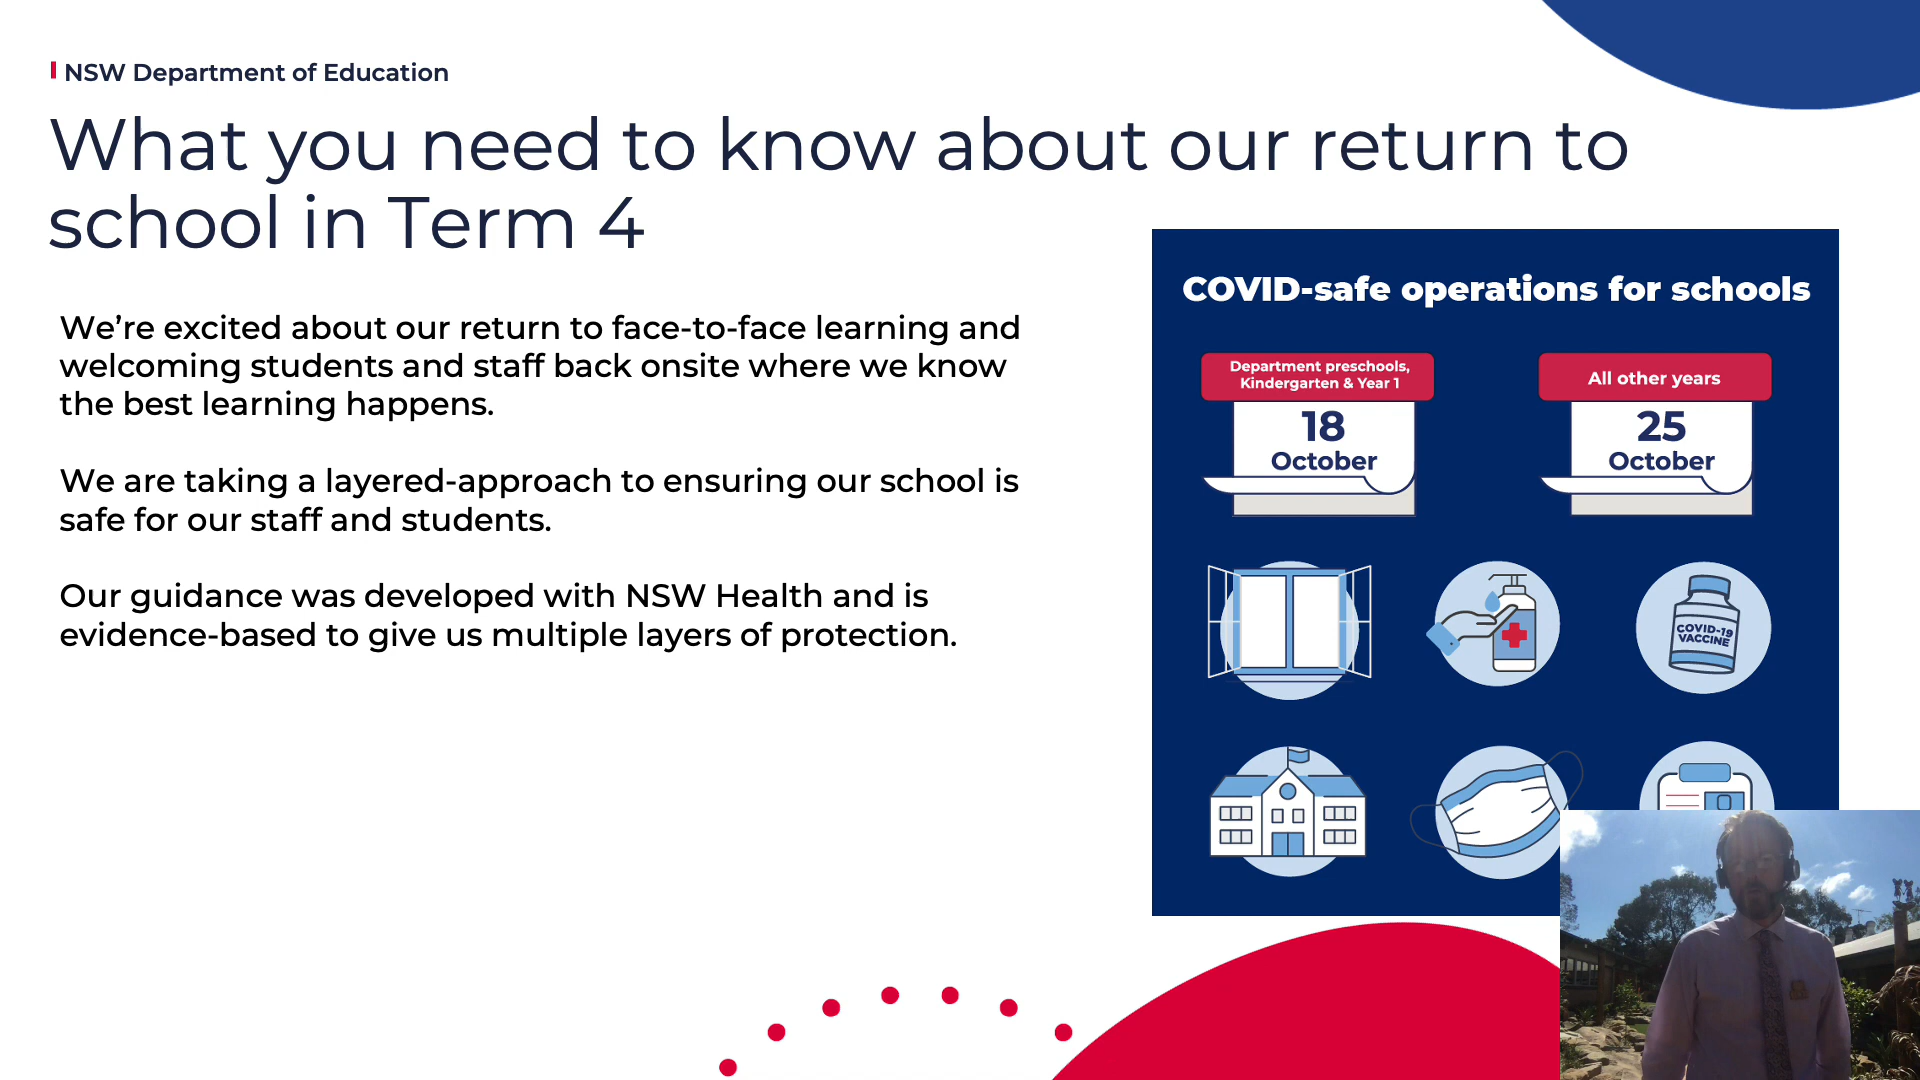 NSW Department of Education
What you need to know about our return to
school in Term 4
We’re excited about our return to face-to-face learning and
welcoming students and staff back onsite where we know
the best learning happens.
We are taking a layered-approach to ensuring our school is
safe for our staff and students.
Our guidance was developed with NSW Health and is
evidence-based to give us multiple layers of protection.
COVID-safe operations for schools
Department preschools,
Kindergarten & Year 1
18
October
All other years
25
October
COVID-19
VACCINE